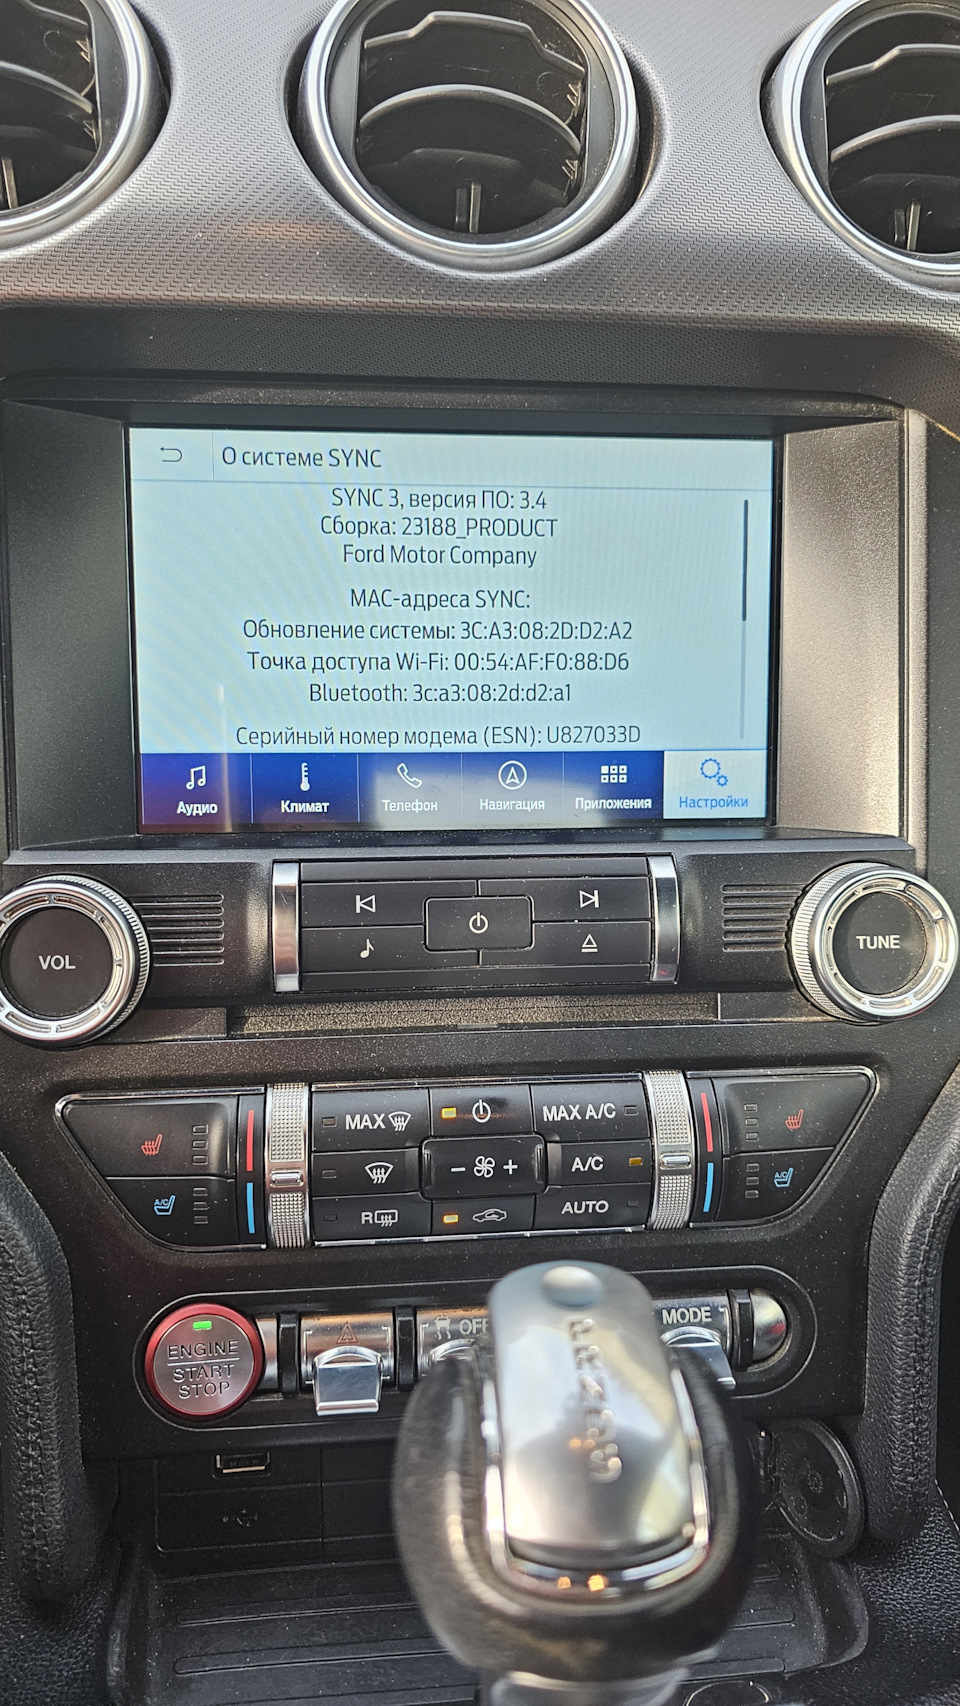 О системе SYNC
SYNC 3, версия ПО: 3.4
Сборка: 23188_PRODUCT
Ford Motor Company
MAC-адреса SYNC:
Обновление системы: 3C:A3:08:2D:D2:A2
Точка доступа Wi-Fi: 00:54:AF:F0:88:D6
Bluetooth: 3c:a3:08:2d:d2:a1
Серийный номер модема (ESN): U827033D
Аудио Климат Телефон Навигация Приложения Настройки
VOL TUNE
MAX MAX A/C
A/C
A/C A/C
R AUTO
ENGINE
START
STOP
OFF
MODE